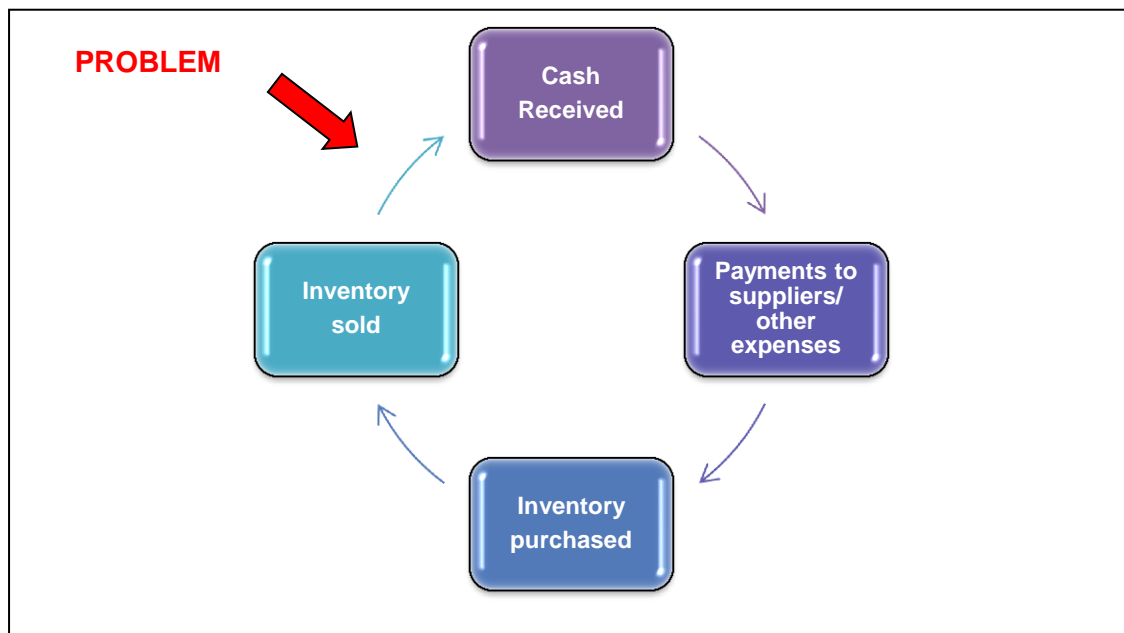 PROBLEM
Cash
Received
Payments to
suppliers/
other
expenses
Inventory
sold
Inventory
purchased